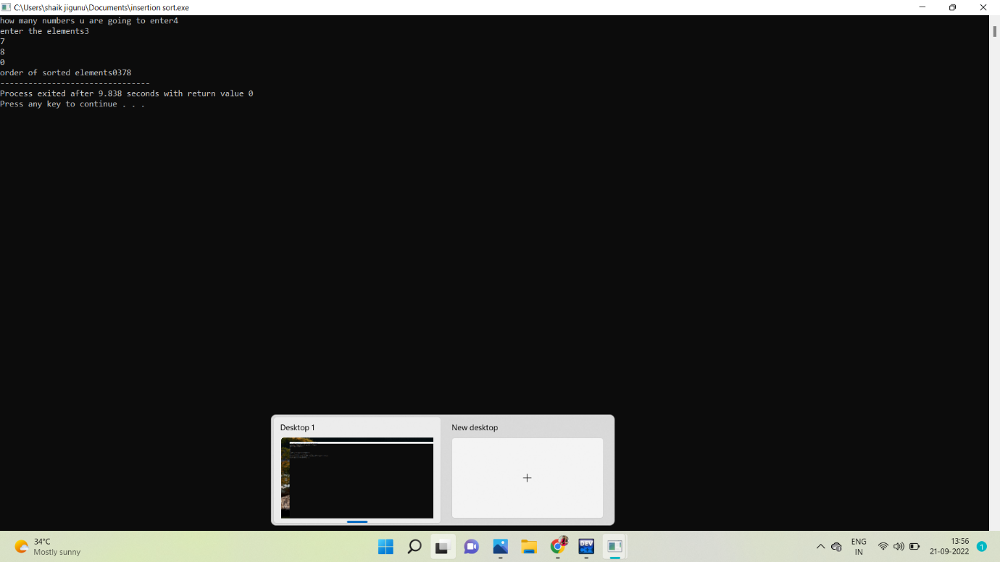 C:\Users\shaik jigunu\Documents\insertion sort.exe
how many numbers u are going to enter4
enter the elements3
7
8
0
order of sorted elements0378
--------------------------------
Process exited after 9.838 seconds with return value 0
Press any key to continue . . .
Desktop 1
New desktop
34°C
Mostly sunny
DEV
ENG
IN
13:56
21-09-2022
1